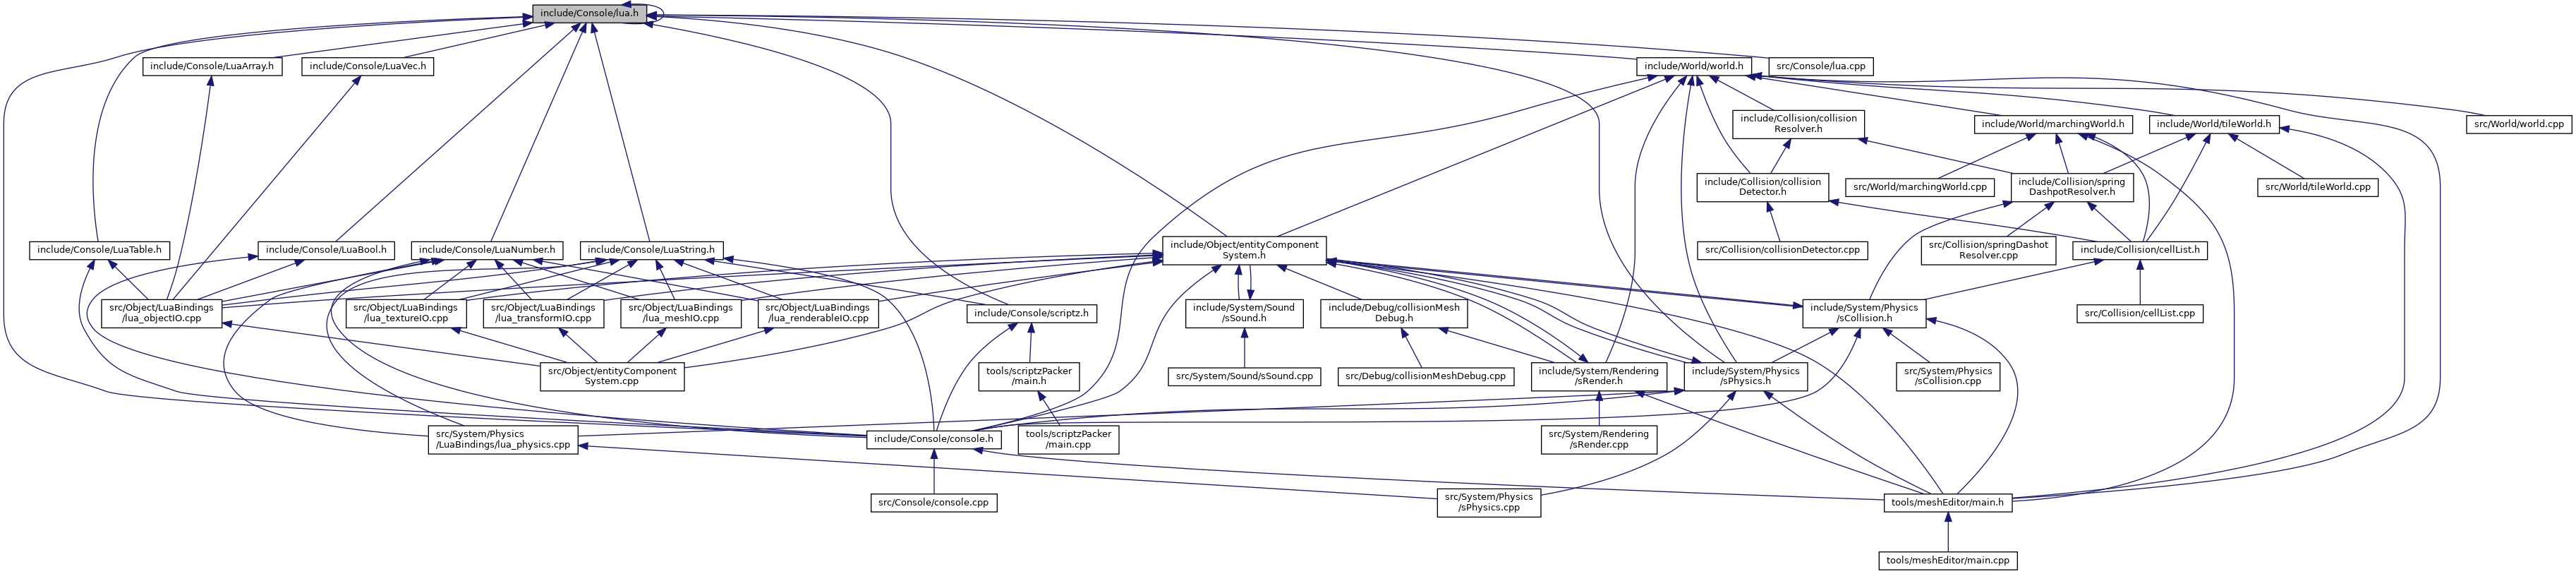 include/Console/lua.h
include/Console/LuaArray.h
include/Console/LuaVec.h
include/World/world.h
src/Console/lua.cpp
include/Collision/collision
Resolver.h
include/World/marchingWorld.h
include/World/tileWorld.h
src/World/world.cpp
include/Collision/collision
Detector.h
src/World/marchingWorld.cpp
include/Collision/spring
DashpotResolver.h
src/World/tileWorld.cpp
include/Console/LuaTable.h
include/Console/LuaBool.h
include/Console/LuaNumber.h
include/Console/LuaString.h
include/Object/entityComponent
System.h
src/Collision/collisionDetector.cpp
src/Collision/springDashot
Resolver.cpp
include/Collision/cellList.h
src/Object/LuaBindings
/lua_objectIO.cpp
src/Object/LuaBindings
/lua_textureIO.cpp
src/Object/LuaBindings
/lua_transformIO.cpp
src/Object/LuaBindings
/lua_meshIO.cpp
src/Object/LuaBindings
/lua_renderableIO.cpp
include/Console/scriptz.h
include/System/Sound
/sSound.h
include/Debug/collisionMesh
Debug.h
include/System/Physics
/sCollision.h
src/Collision/cellList.cpp
src/Object/entityComponent
System.cpp
tools/scriptzPacker
/main.h
src/System/Sound/sSound.cpp
src/Debug/collisionMeshDebug.cpp
include/System/Rendering
/sRender.h
include/System/Physics
/sPhysics.h
src/System/Physics
/sCollision.cpp
src/System/Physics
/LuaBindings/lua_physics.cpp
include/Console/console.h
tools/scriptzPacker
/main.cpp
src/System/Rendering
/sRender.cpp
src/Console/console.cpp
src/System/Physics
/sPhysics.cpp
tools/meshEditor/main.h
tools/meshEditor/main.cpp